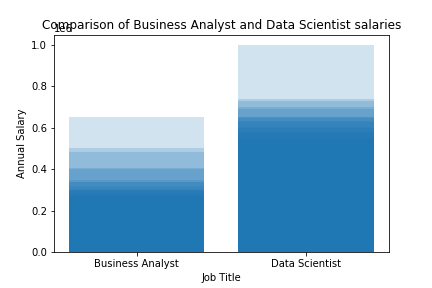 Comparison of Business Analyst and Data Scientist salaries
1e6
1.0
0.8
0.6
0.4
0.2
0.0
Annual Salary
Business Analyst
Data Scientist
Job Title